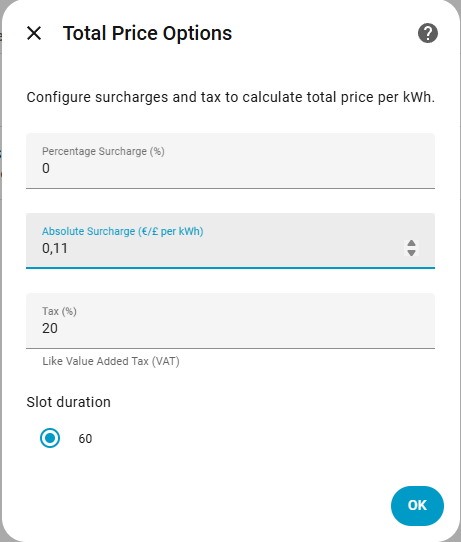 Total Price Options
?
Configure surcharges and tax to calculate total price per kWh.
Percentage Surcharge (%)
0
Absolute Surcharge (€/£ per kWh)
0,11
Tax (%)
20
Like Value Added Tax (VAT)
Slot duration
60
OK